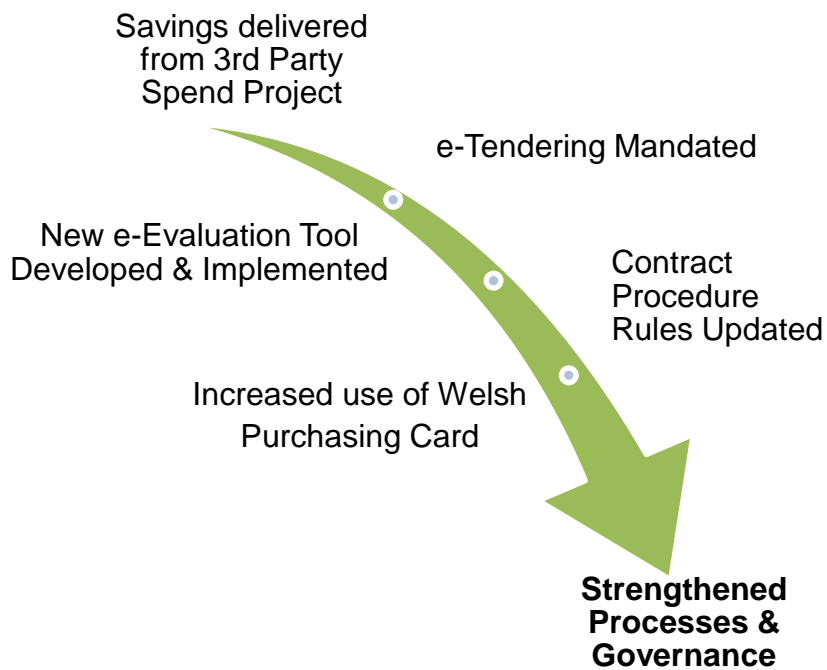 Savings delivered
from 3rd Party
Spend Project
e-Tendering Mandated
New e-Evaluation Tool
Developed & Implemented
Contract
Procedure
Rules Updated
Increased use of Welsh
Purchasing Card
Strengthened
Processes &
Governance